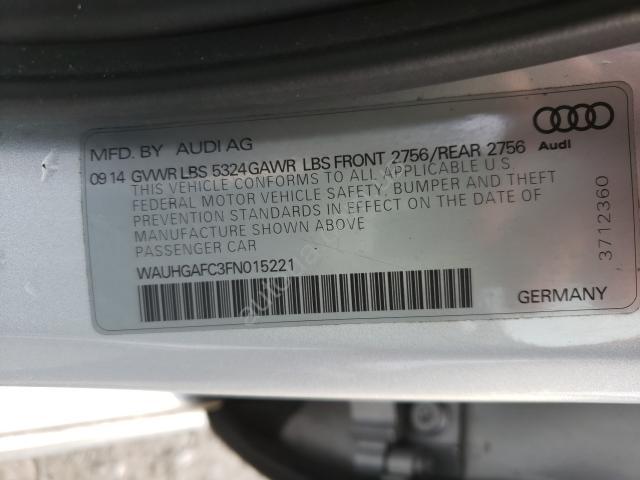 MFD. BY AUDI AG
09 14 GVWR LBS 5324 GAWR LBS FRONT 2756/REAR 2756
THIS VEHICLE CONFORMS TO ALL APPLICABLE U.S.
FEDERAL MOTOR VEHICLE SAFETY, BUMPER AND THEFT
PREVENTION STANDARDS IN EFFECT ON THE DATE OF
MANUFACTURE SHOWN ABOVE
PASSENGER CAR
WAUHGAFC3FN015221
Audi
3712360
GERMANY